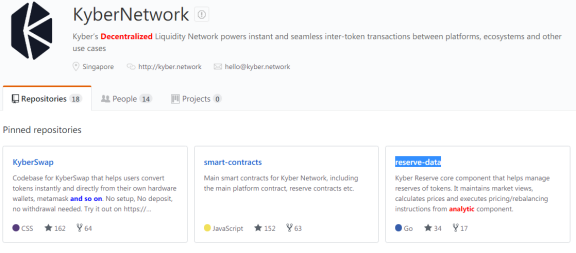 KyberNetwork
Kyber's Decentralized Liquidity Network powers instant and seamless inter-token transactions between platforms, ecosystems and other
use cases
Singapore http://kyber.network hello@kyber.network
Repositories 18 People 14 Projects 0
Pinned repositories
KyberSwap
Codebase for KyberSwap that helps users convert
tokens instantly and directly from their own hardware
wallets, metamask and so on. No setup, No deposit,
no withdrawal needed. Try it out on https://...
CSS 162 64
smart-contracts
Main smart contracts for Kyber Network, including
the main platform contract, reserve contracts etc.
JavaScript 152 63
reserve-data
Kyber Reserve core component that helps manage
reserves of tokens. It maintains market views,
calculates prices and executes pricing/rebalancing
instructions from analytic component.
Go 34 17